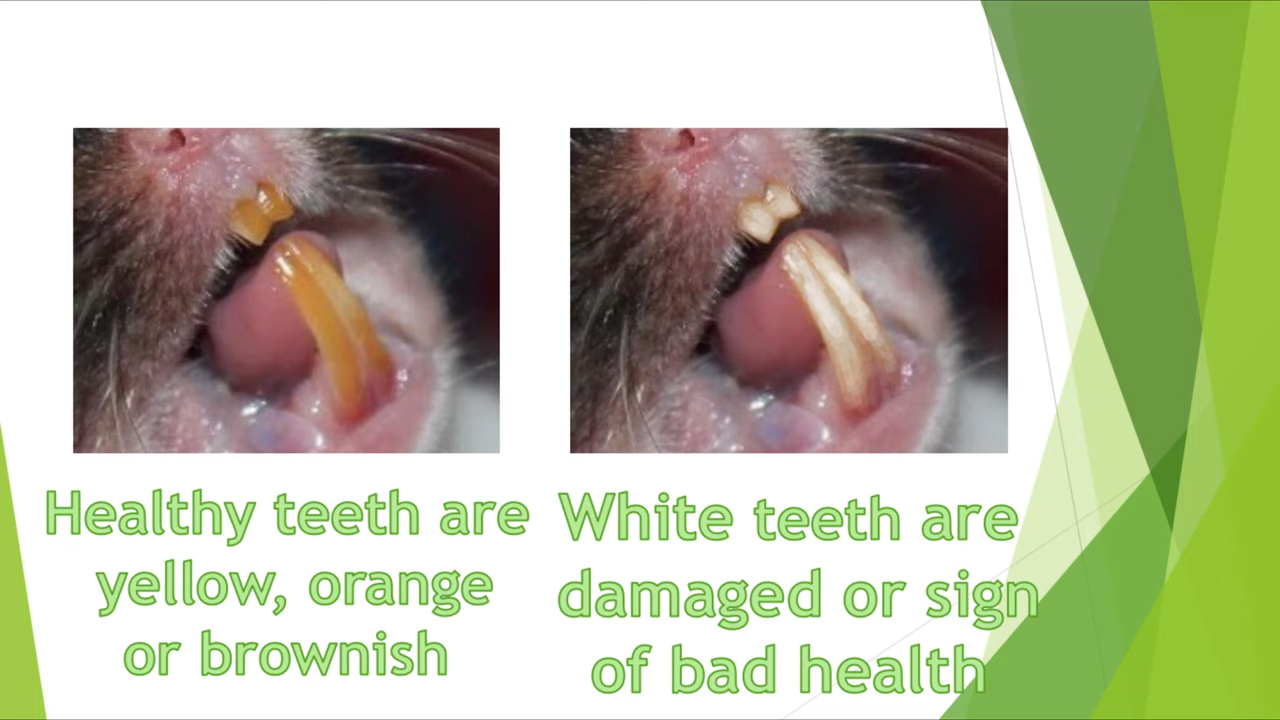 Healthy teeth are
yellow, orange
or brownish
White teeth are
damaged or sign
of bad health